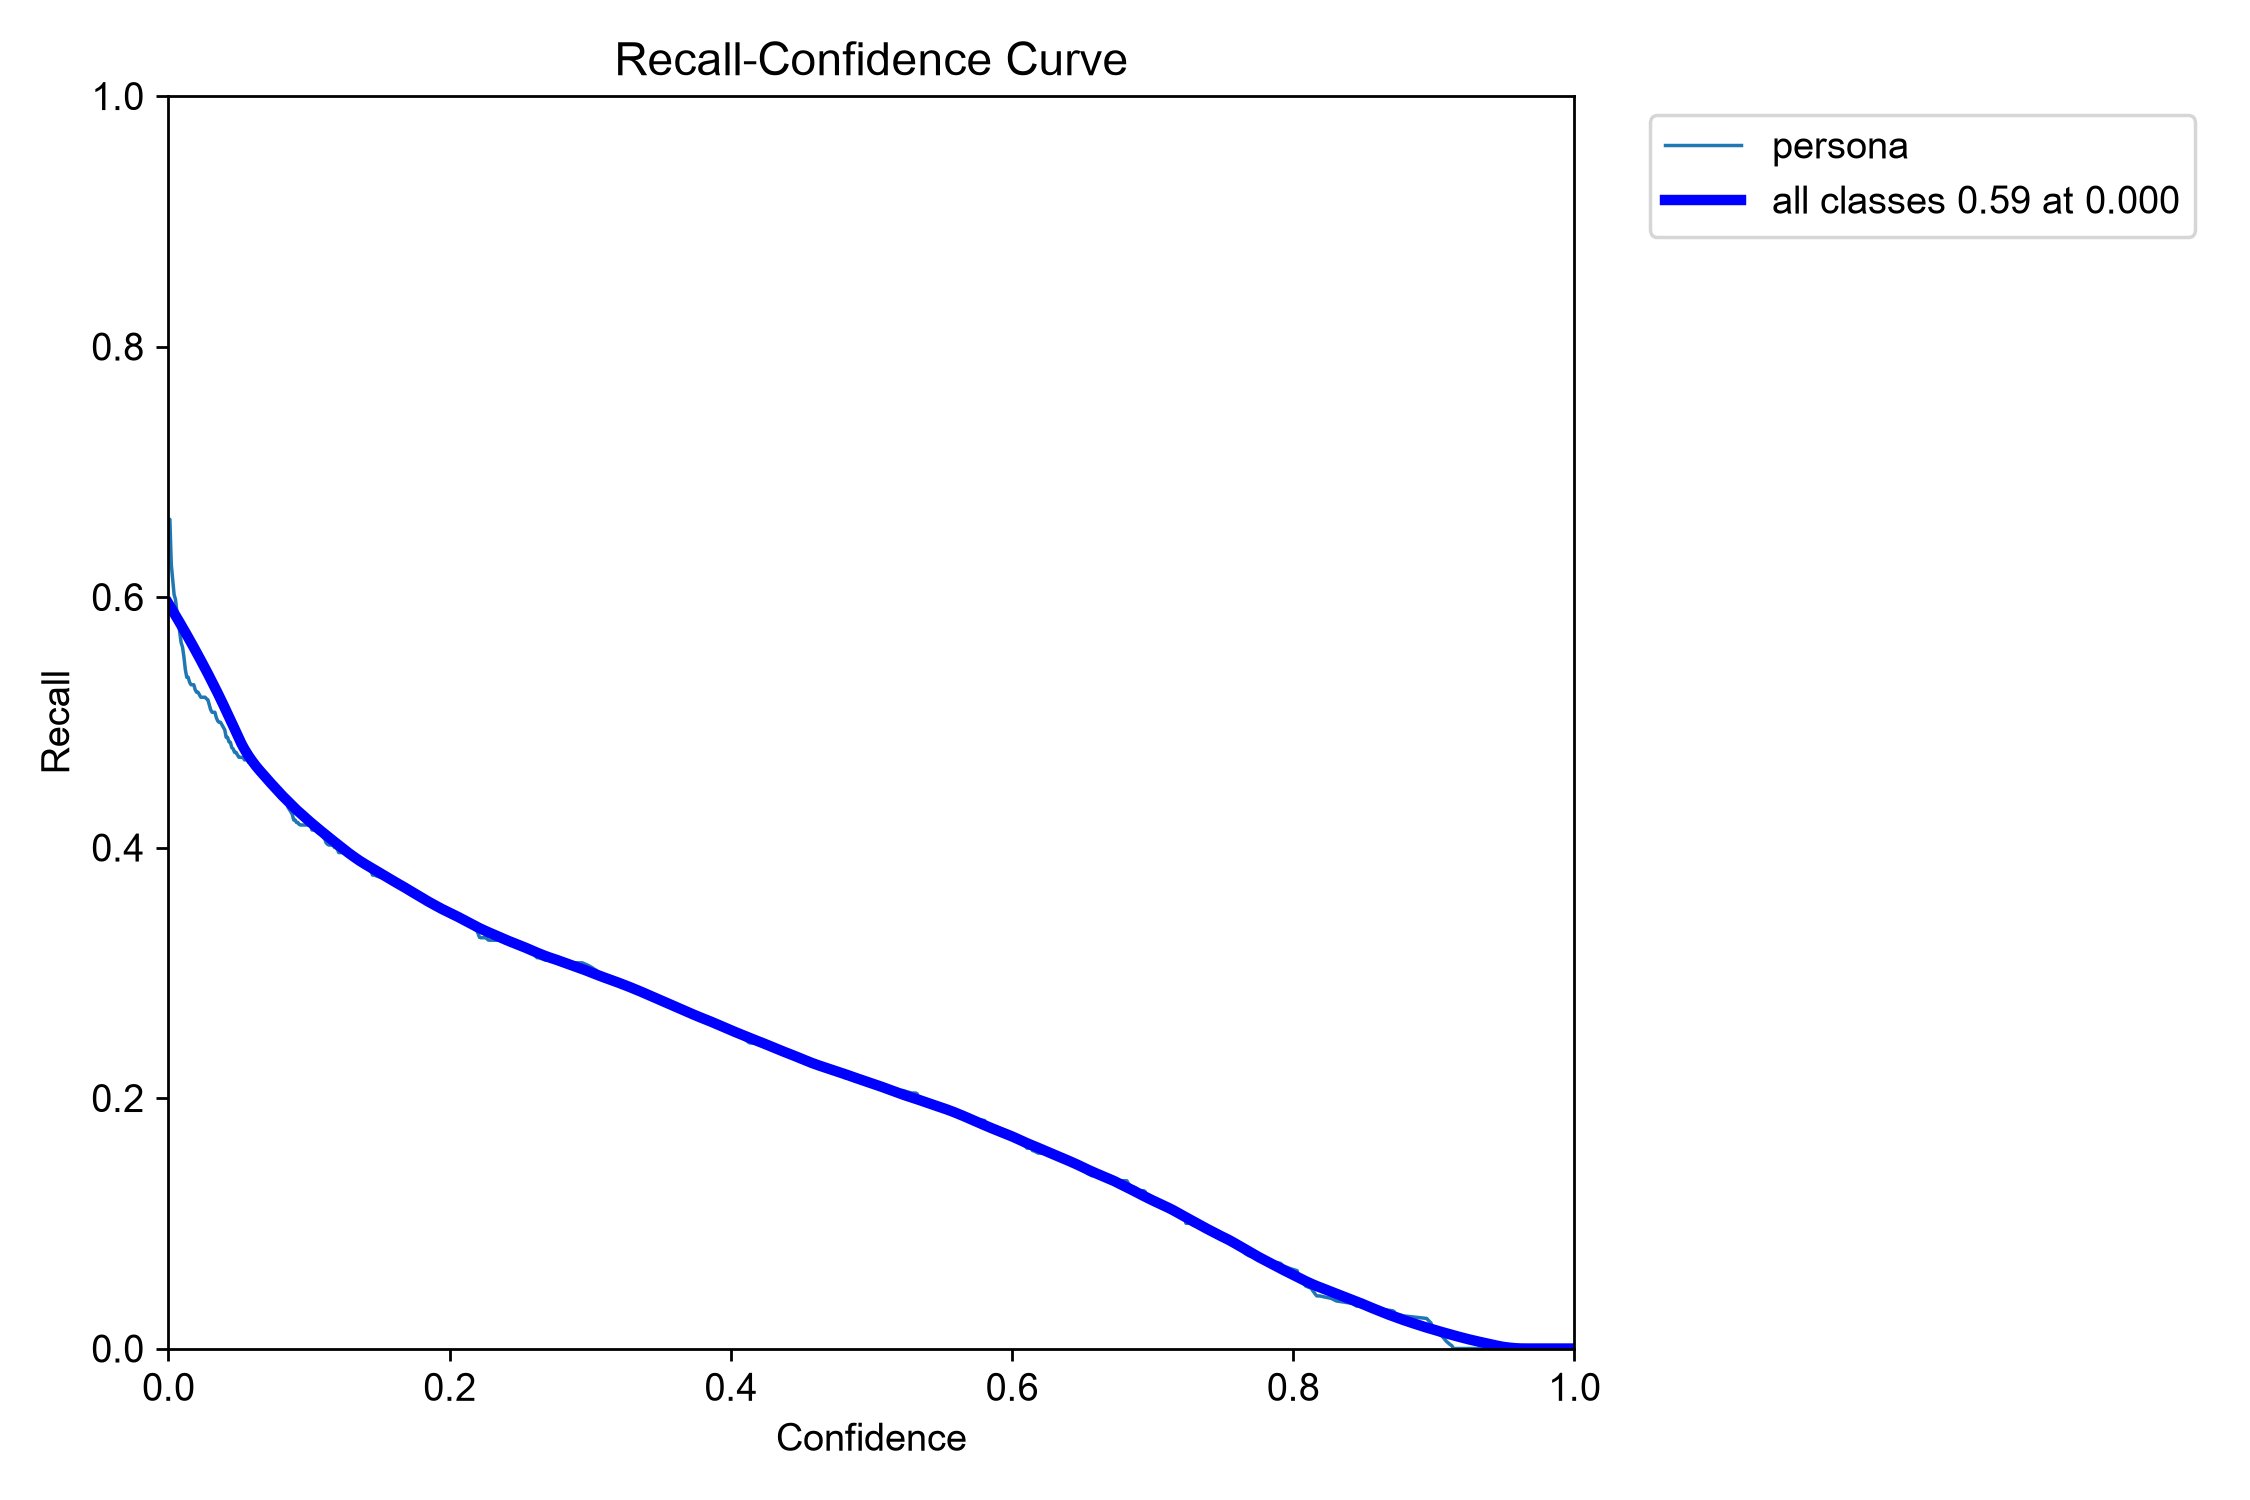 Recall-Confidence Curve
1.0
0.8
0.6
0.4
0.2
0.0
Recall
0.0 0.2 0.4 0.6 0.8 1.0
Confidence
persona
all classes 0.59 at 0.000